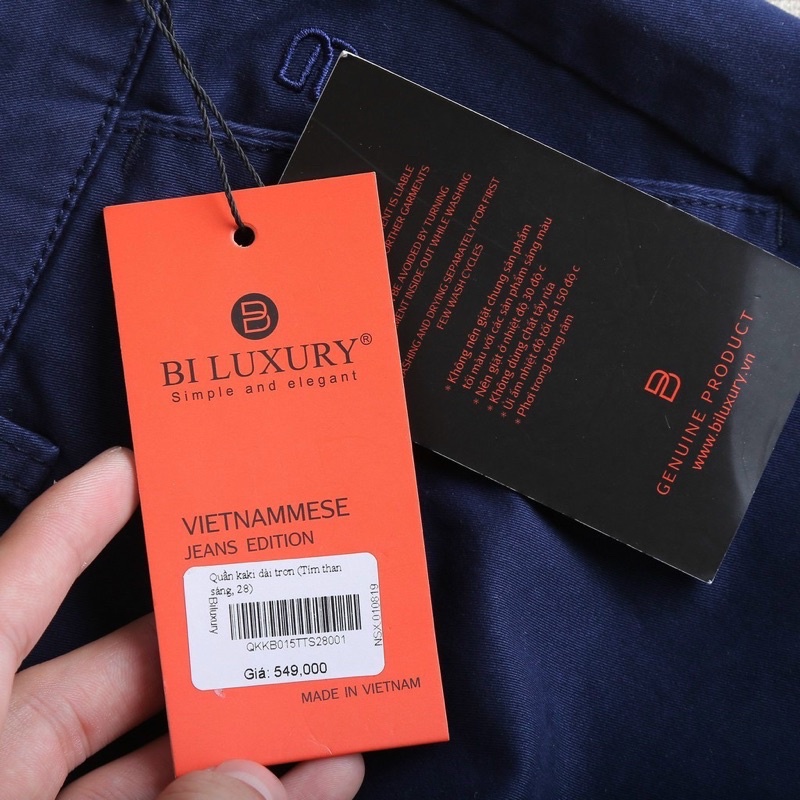 BI LUXURY®
Simple and elegant
VIETNAMMESE
JEANS EDITION
Quần kaki dài trơn (Tím than
sáng, 28)
Biluxury
NSX 010819
QKKB015TTS28001
Giá: 549,000
MADE IN VIETNAM
IS LIABLE
GARMENTS
BE AVOIDED BY TURNING
INSIDE OUT WHILE WASHING
AND DRYING SEPARATELY FOR FIRST
FEW WASH CYCLES
* Không nên giặt chung sản phẩm
tối màu với các sản phẩm sáng màu
* Nên giặt ở nhiệt độ 30 độ c
* Không dùng chất tẩy rửa
* Ủi ấm nhiệt độ tối đa 150 độ c
* Phơi trong bóng râm
GENUINE PRODUCT
www.biluxury.vn